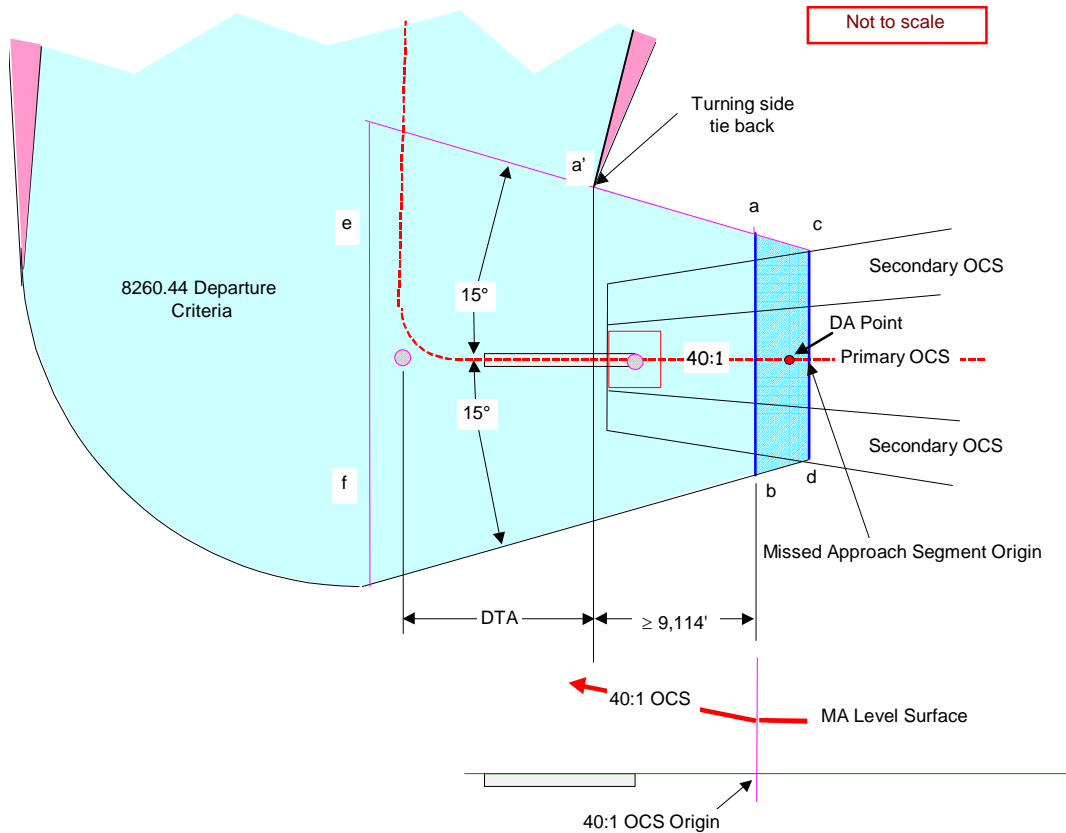 Not to scale
Turning side
tie back
a'
a
c
e
Secondary OCS
8260.44 Departure
Criteria
15°
DA Point
40:1
Primary OCS
15°
Secondary OCS
f
b
d
Missed Approach Segment Origin
DTA
≥ 9,114'
40:1 OCS
MA Level Surface
40:1 OCS Origin